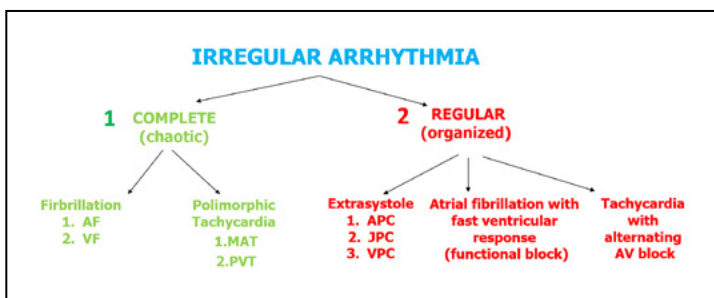 IRREGULAR ARRHYTHMIA
1 COMPLETE
(chaotic)
2 REGULAR
(organized)
Firbrillation
1. AF
2. VF
Polimorphic
Tachycardia
1.MAT
2.PVT
Extrasystole
1. APC
2. JPC
3. VPC
Atrial fibrillation with
fast ventricular
response
(functional block)
Tachycardia
with
alternating
AV block